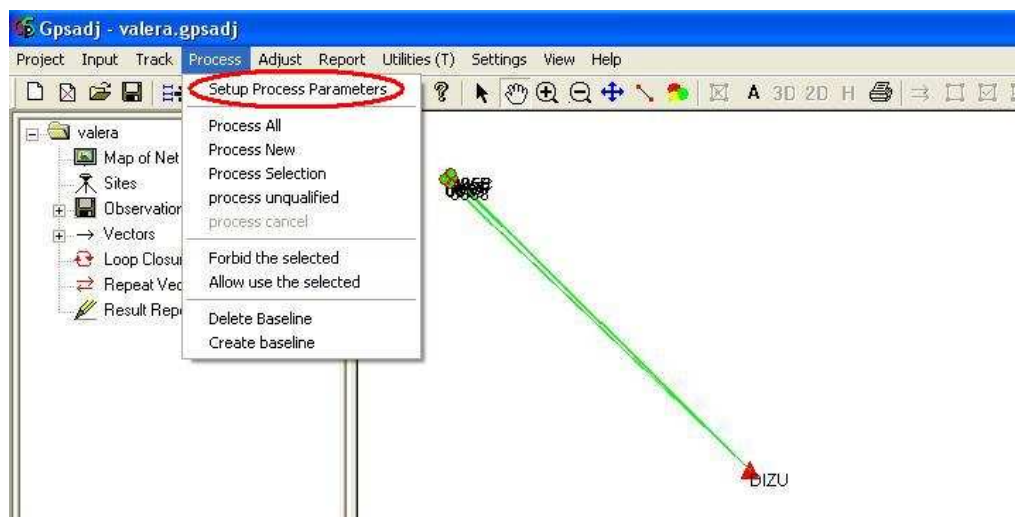 Gpsadj - valera.gpsadj
Project Input Track Process Adjust Report Utilities (T) Settings View Help
Setup Process Parameters
? A 3D 2D H
Process All
Process New
Process Selection
process unqualified
process cancel
Forbid the selected
Allow use the selected
Delete Baseline
Create baseline
valera
Map of Net
Sites
Observation
Vectors
Loop Closu
Repeat Vec
Result Rep
DIZU